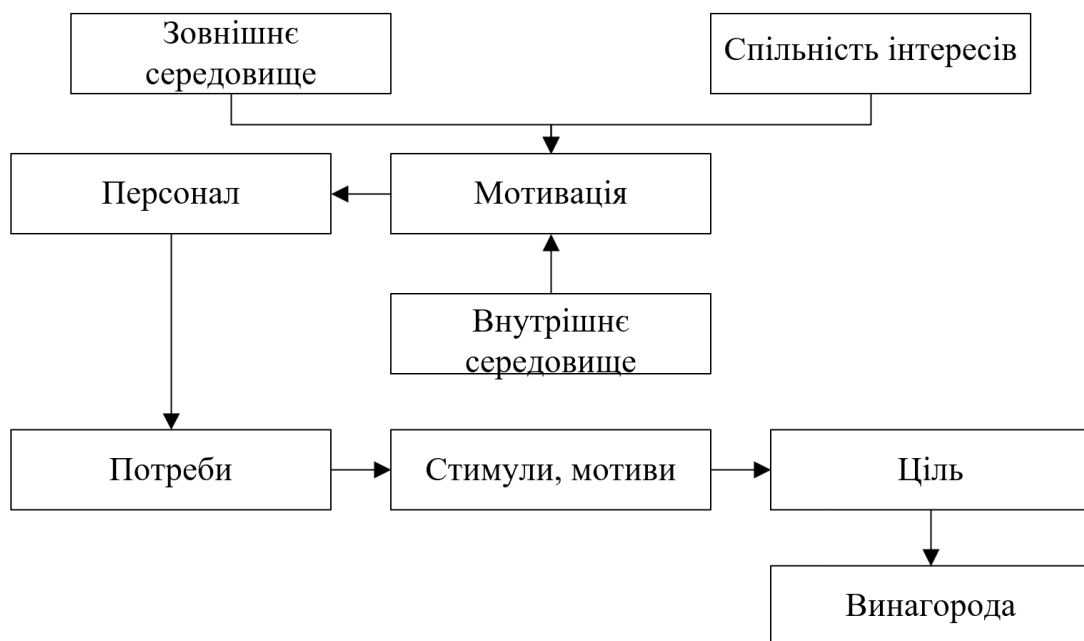 Зовнішнє
середовище
Спільність інтересів
Персонал
Мотивація
Внутрішнє
середовище
Потреби
Стимули, мотиви
Ціль
Винагорода